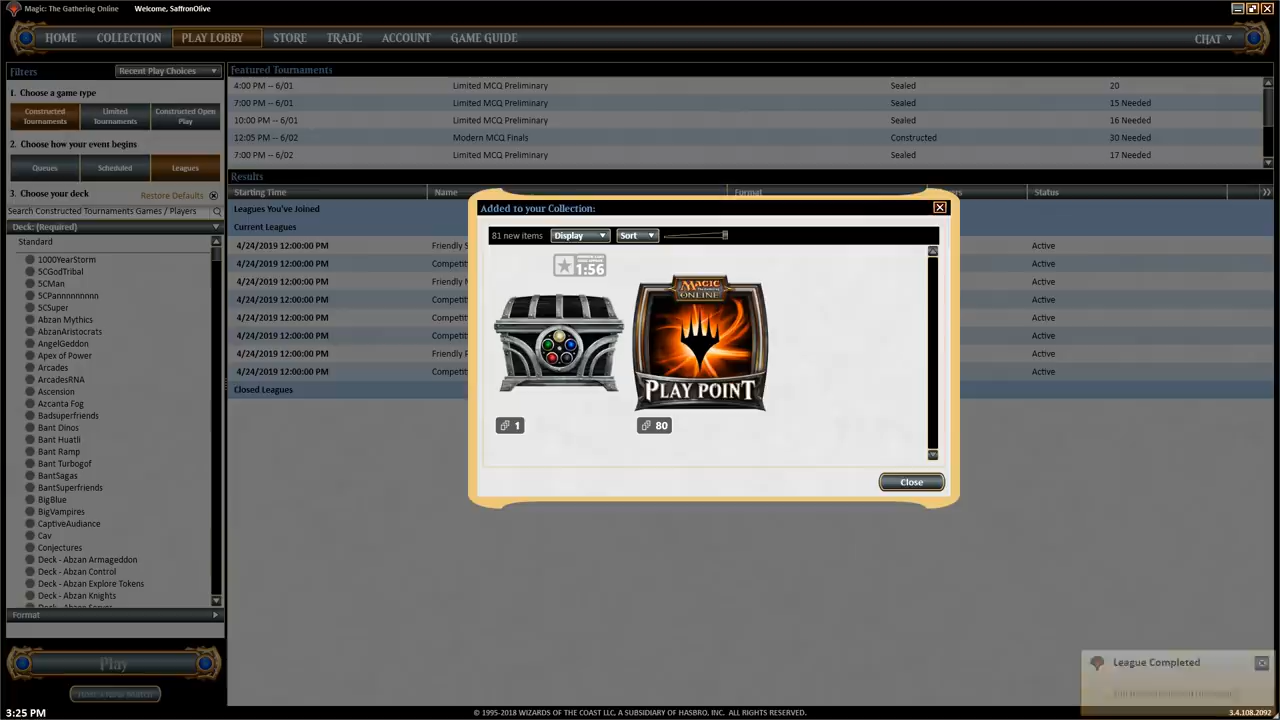 Magic: The Gathering Online Welcome, SaffronOlive
HOME COLLECTION PLAY LOBBY STORE TRADE ACCOUNT GAME GUIDE CHAT
Filters Recent Play Choices
1. Choose a game type
Constructed Tournaments Limited Tournaments Constructed Open Play
2. Choose how your event begins
Queues Scheduled Leagues
3. Choose your deck Restore Defaults
Search Constructed Tournaments Games / Players
Deck: (Required)
Standard
1000YearStorm
5CGodTribal
5CMan
5CPannnnnnnn
5CSuper
Abzan Mythics
AbzanAristocrats
AngelGeddon
Apex of Power
Arcades
ArcadesRNA
Ascension
Azcanta Fog
Badsuperfriends
Bant Dinos
Bant Huatli
Bant Ramp
Bant Turbogof
BantSagas
BantSuperfriends
BigBlue
BigVampires
CaptiveAudiance
Cav
Conjectures
Deck - Abzan Armageddon
Deck - Abzan Control
Deck - Abzan Explore Tokens
Deck - Abzan Knights
Format
Play
3:25 PM
Featured Tournaments
4:00 PM -- 6/01 Limited MCQ Preliminary Sealed 20
7:00 PM -- 6/01 Limited MCQ Preliminary Sealed 15 Needed
10:00 PM -- 6/01 Limited MCQ Preliminary Sealed 16 Needed
12:05 PM -- 6/02 Modern MCQ Finals Constructed 30 Needed
7:00 PM -- 6/02 Limited MCQ Preliminary Sealed 17 Needed
Results
Starting Time Name Format Status
Leagues You've Joined
Current Leagues
4/24/2019 12:00:00 PM Friendly Active
4/24/2019 12:00:00 PM Competit Active
4/24/2019 12:00:00 PM Friendly Active
4/24/2019 12:00:00 PM Competit Active
4/24/2019 12:00:00 PM Competit Active
4/24/2019 12:00:00 PM Competit Active
4/24/2019 12:00:00 PM Friendly Active
4/24/2019 12:00:00 PM Competit Active
Closed Leagues
Added to your Collection:
81 new items Display Sort
1:56
MAGIC ONLINE
PLAY POINT
1 80
Close
League Completed
© 1995-2018 WIZARDS OF THE COAST LLC, A SUBSIDIARY OF HASBRO, INC. ALL RIGHTS RESERVED.
3.4.108.2092